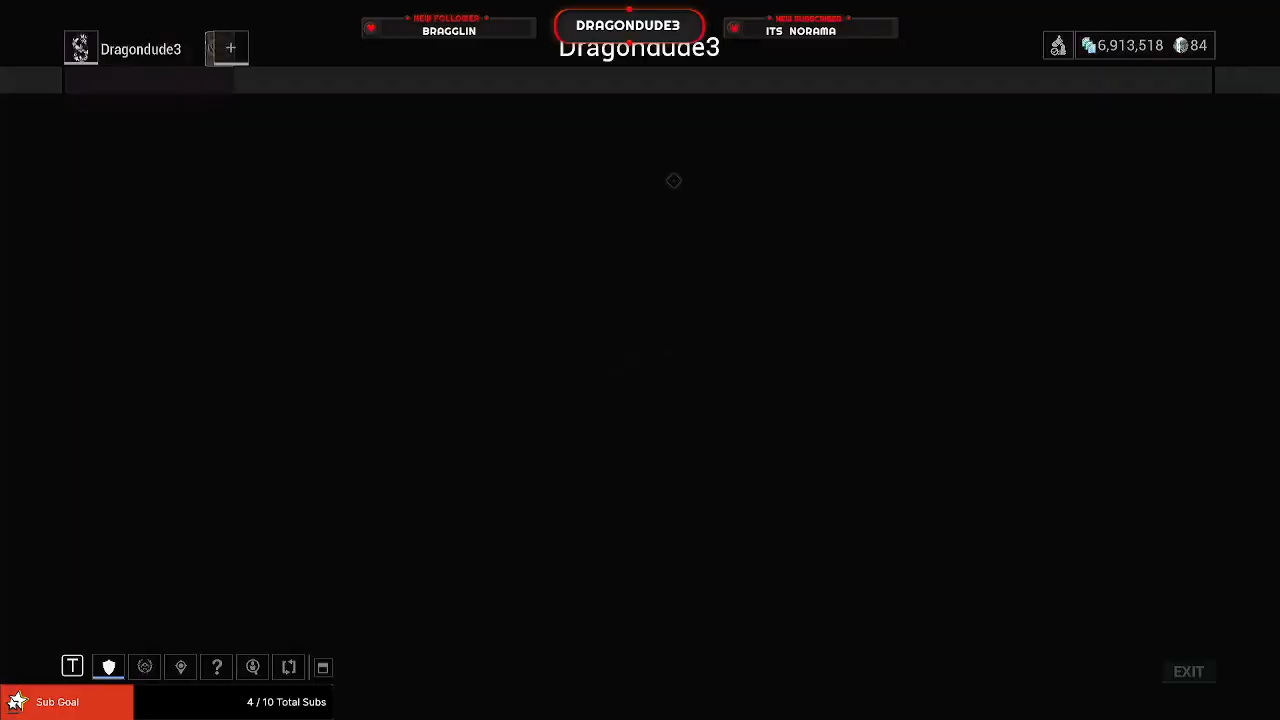 NEW FOLLOWER
BRAGGLIN
DRAGONDUDE3
NEW SUBSCRIBER
ITS NORAMA
Dragondude3
+
Dragondude3
6,913,518
84
T
?
EXIT
Sub Goal
4 / 10 Total Subs